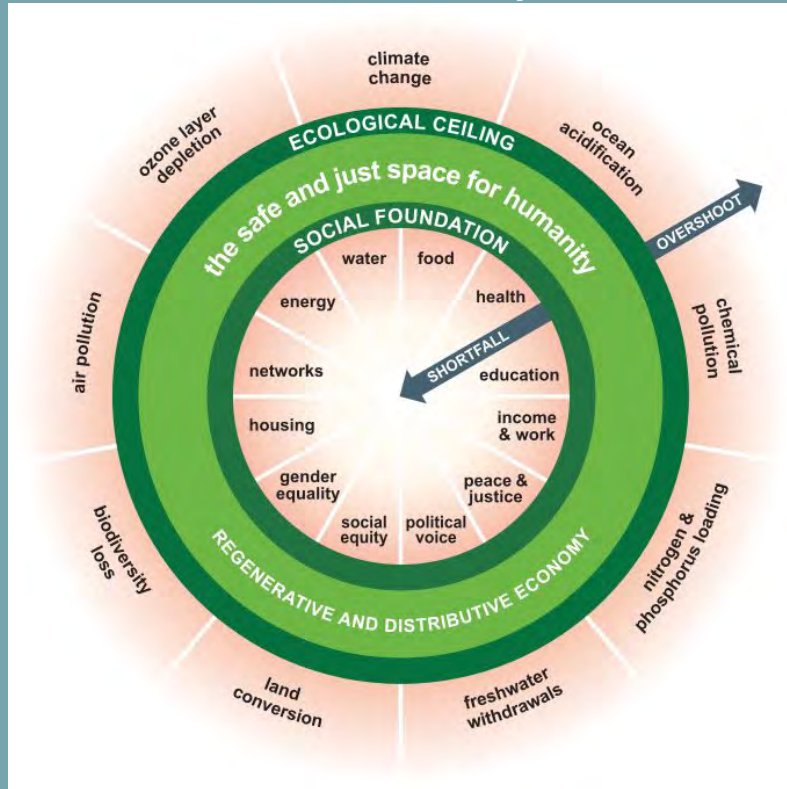 climate
change
ozone layer
depletion
ocean
acidification
ECOLOGICAL CEILING
the safe and just space for humanity
OVERSHOOT
SOCIAL FOUNDATION
water
food
energy
health
SHORTFALL
air pollution
chemical
pollution
networks
education
housing
income
& work
gender
equality
peace &
justice
social
equity
political
voice
REGENERATIVE AND DISTRIBUTIVE ECONOMY
biodiversity
loss
nitrogen &
phosphorus loading
land
conversion
freshwater
withdrawals